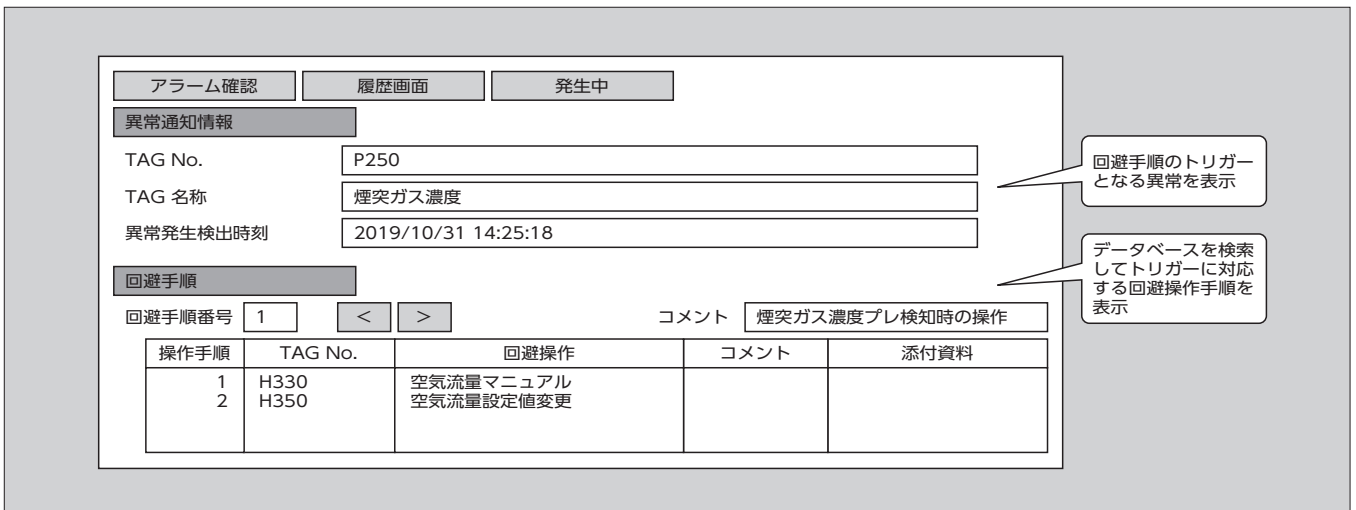 アラーム確認 履歴画面 発生中
異常通知情報
TAG No. P250
TAG 名称 煙突ガス濃度
異常発生検出時刻 2019/10/31 14:25:18
回避手順のトリガー
となる異常を表示
回避手順
データベースを検索
してトリガーに対応
する回避操作手順を
表示
回避手順番号 1 < > コメント 煙突ガス濃度プレ検知時の操作
操作手順 TAG No. 回避操作 コメント 添付資料
1 H330 空気流量マニュアル
2 H350 空気流量設定値変更